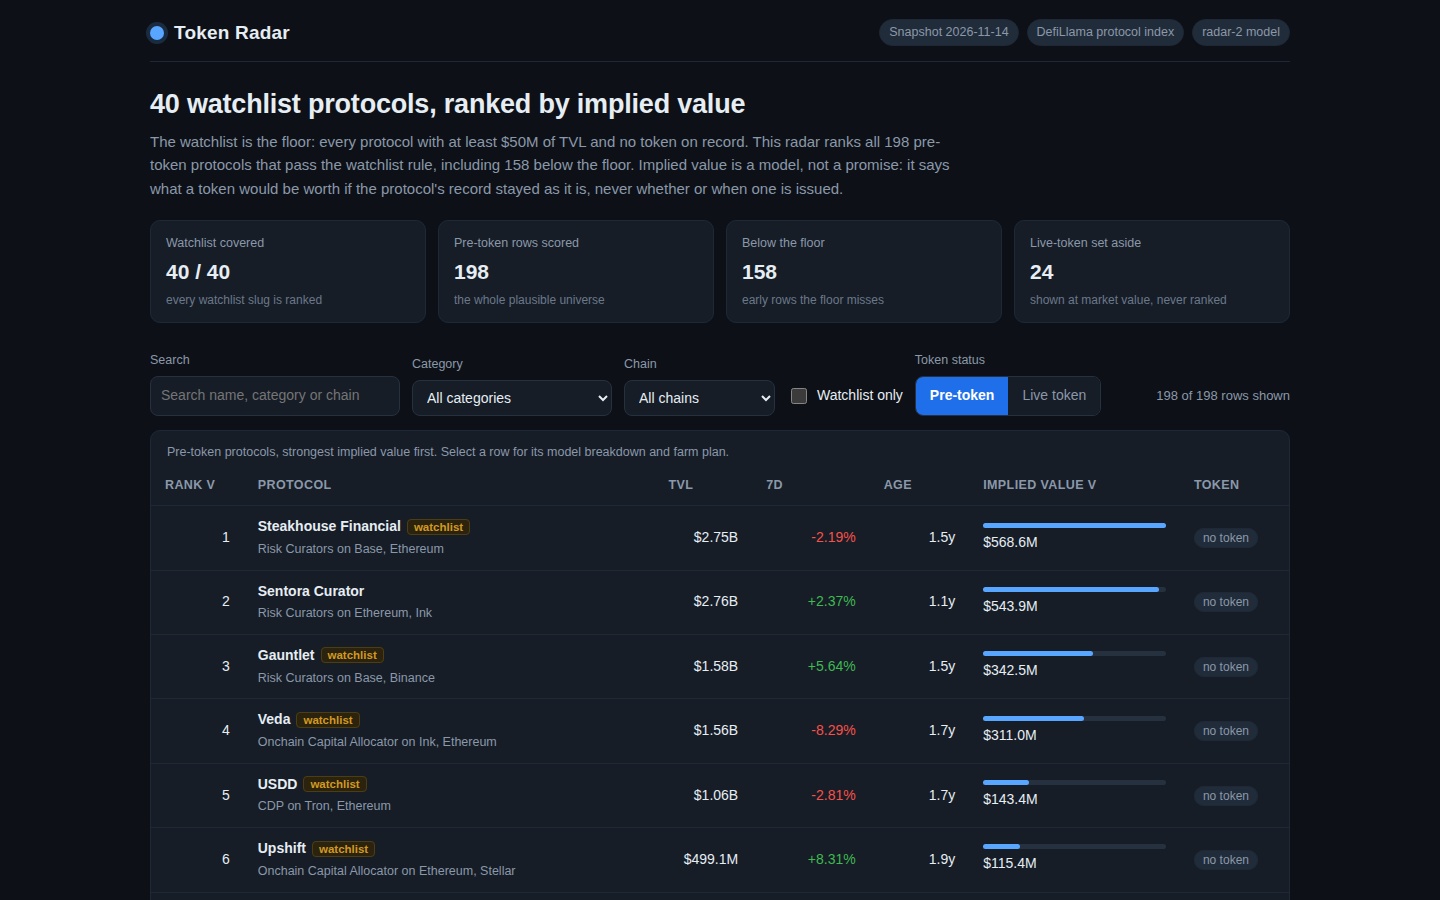 Token Radar
Snapshot 2026-11-14
DefiLlama protocol index
radar-2 model
40 watchlist protocols, ranked by implied value
The watchlist is the floor: every protocol with at least $50M of TVL and no token on record. This radar ranks all 198 pre-
token protocols that pass the watchlist rule, including 158 below the floor. Implied value is a model, not a promise: it says
what a token would be worth if the protocol's record stayed as it is, never whether or when one is issued.
Watchlist covered
40 / 40
every watchlist slug is ranked
Pre-token rows scored
198
the whole plausible universe
Below the floor
158
early rows the floor misses
Live-token set aside
24
shown at market value, never ranked
Search
Search name, category or chain
Category
All categories
Chain
All chains
Watchlist only
Token status
Pre-token
Live token
198 of 198 rows shown
Pre-token protocols, strongest implied value first. Select a row for its model breakdown and farm plan.
RANK V PROTOCOL TVL 7D AGE IMPLIED VALUE V TOKEN
1 Steakhouse Financial watchlist $2.75B -2.19% 1.5y $568.6M no token
Risk Curators on Base, Ethereum
2 Sentora Curator $2.76B +2.37% 1.1y $543.9M no token
Risk Curators on Ethereum, Ink
3 Gauntlet watchlist $1.58B +5.64% 1.5y $342.5M no token
Risk Curators on Base, Binance
4 Veda watchlist $1.56B -8.29% 1.7y $311.0M no token
Onchain Capital Allocator on Ink, Ethereum
5 USDD watchlist $1.06B -2.81% 1.7y $143.4M no token
CDP on Tron, Ethereum
6 Upshift watchlist $499.1M +8.31% 1.9y $115.4M no token
Onchain Capital Allocator on Ethereum, Stellar